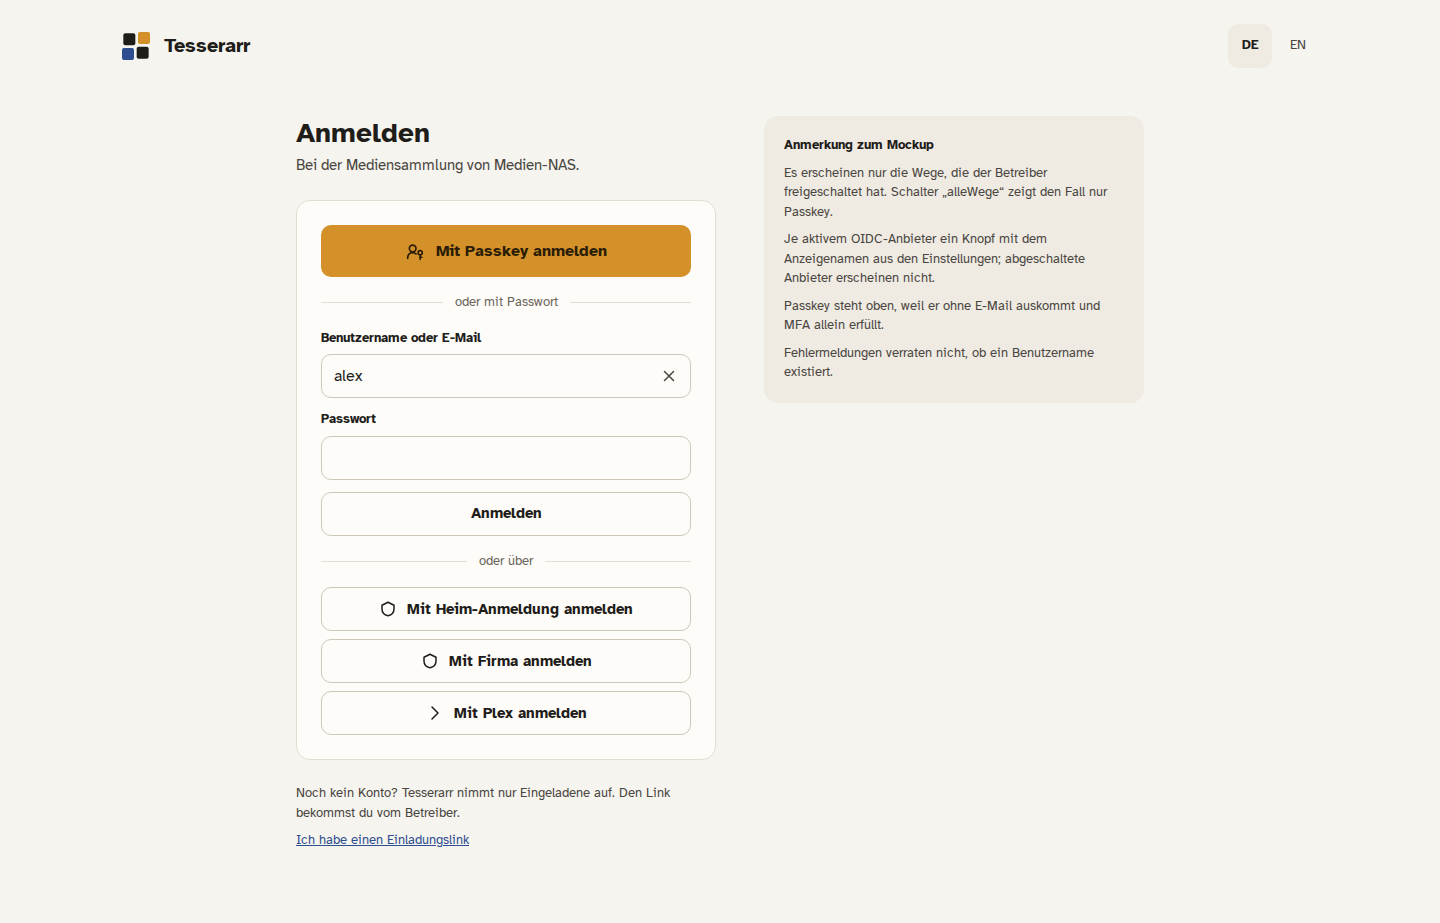 Tesserarr
DE
EN
Anmelden
Bei der Mediensammlung von Medien-NAS.
Mit Passkey anmelden
oder mit Passwort
Benutzername oder E-Mail
alex
Passwort
Anmelden
oder über
Mit Heim-Anmeldung anmelden
Mit Firma anmelden
Mit Plex anmelden
Noch kein Konto? Tesserarr nimmt nur Eingeladene auf. Den Link
bekommst du vom Betreiber.
Ich habe einen Einladungslink
Anmerkung zum Mockup
Es erscheinen nur die Wege, die der Betreiber
freigeschaltet hat. Schalter „alleWege“ zeigt den Fall nur
Passkey.
Je aktivem OIDC-Anbieter ein Knopf mit dem
Anzeigenamen aus den Einstellungen; abgeschaltete
Anbieter erscheinen nicht.
Passkey steht oben, weil er ohne E-Mail auskommt und
MFA allein erfüllt.
Fehlermeldungen verraten nicht, ob ein Benutzername
existiert.